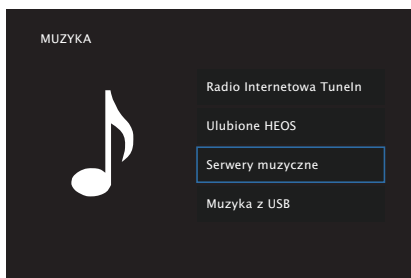 MUZYKA
Radio Internetowa TuneIn
Ulubione HEOS
Serwery muzyczne
Muzyka z USB